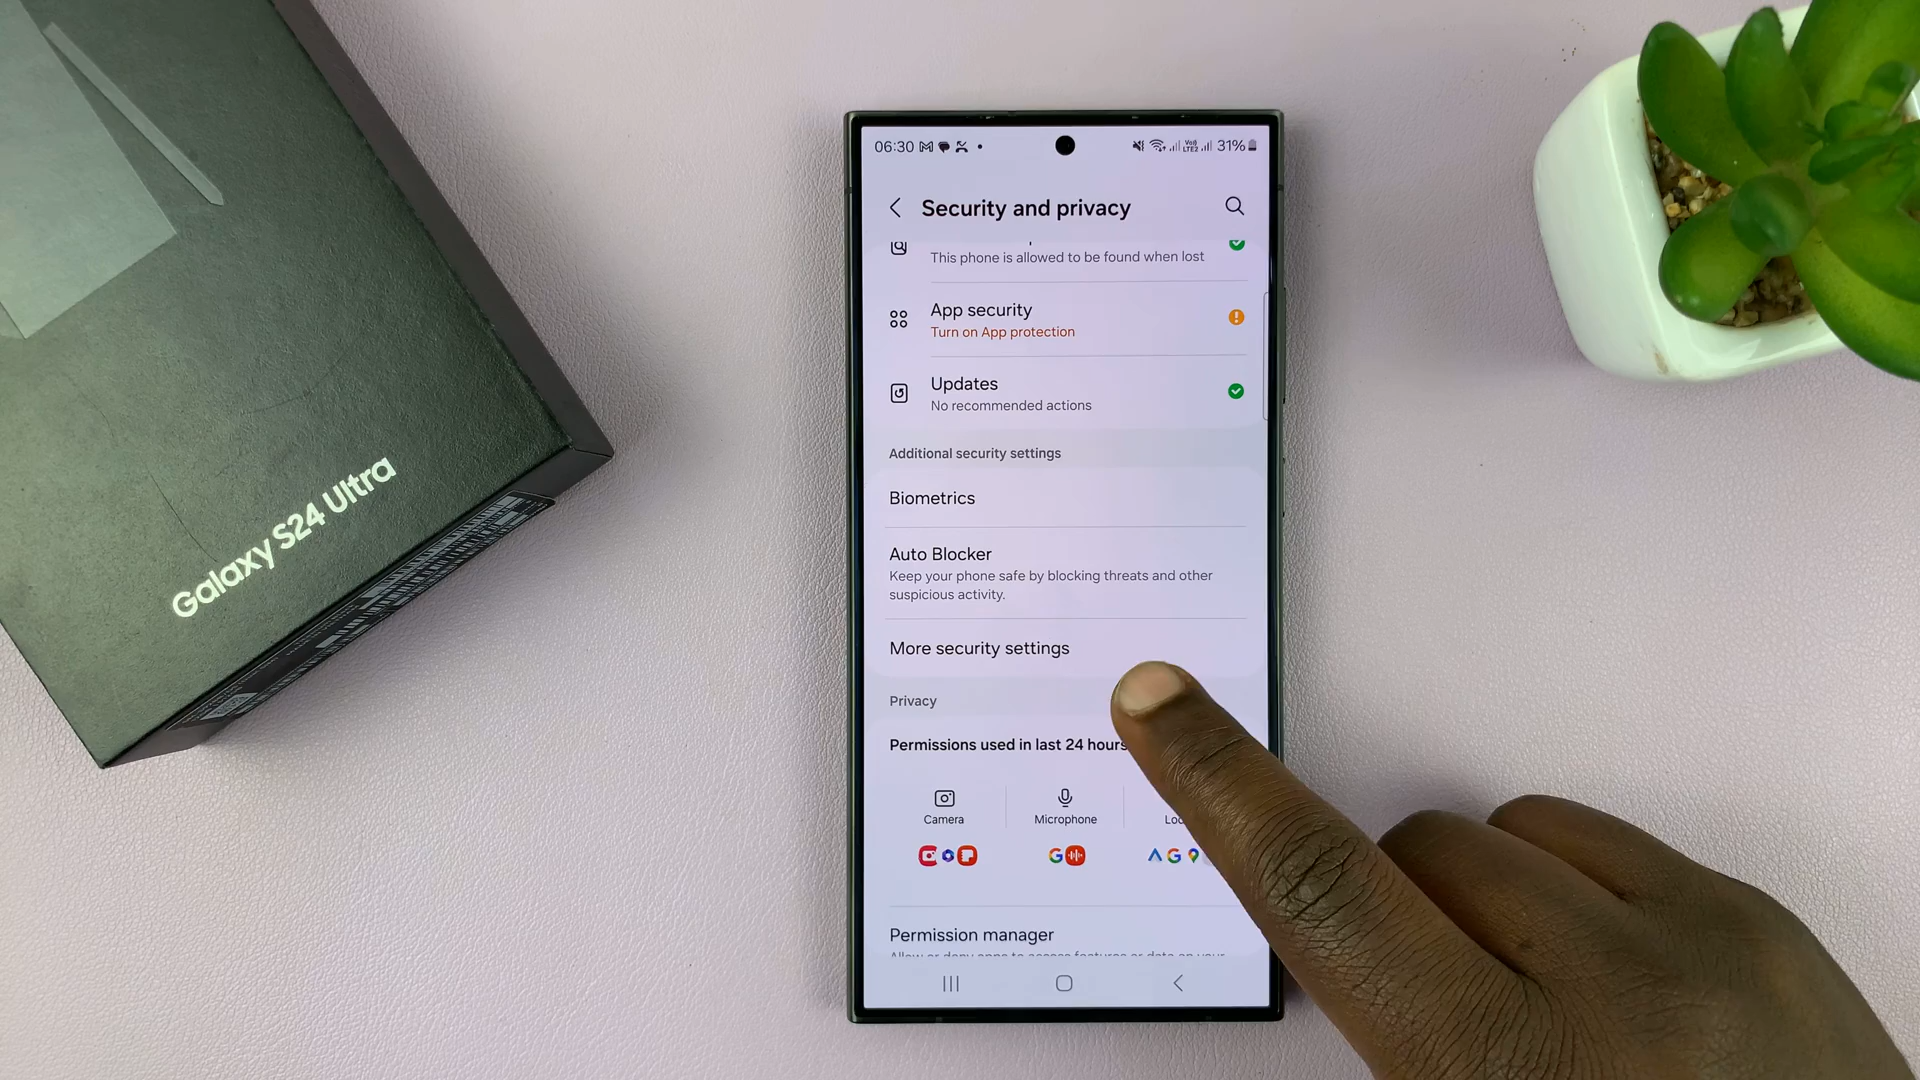 Galaxy S24 Ultra
06:30
31%
Security and privacy
This phone is allowed to be found when lost
App security
Turn on App protection
Updates
No recommended actions
Additional security settings
Biometrics
Auto Blocker
Keep your phone safe by blocking threats and other
suspicious activity.
More security settings
Privacy
Permissions used in last 24 hours
Camera
Microphone
Permission manager